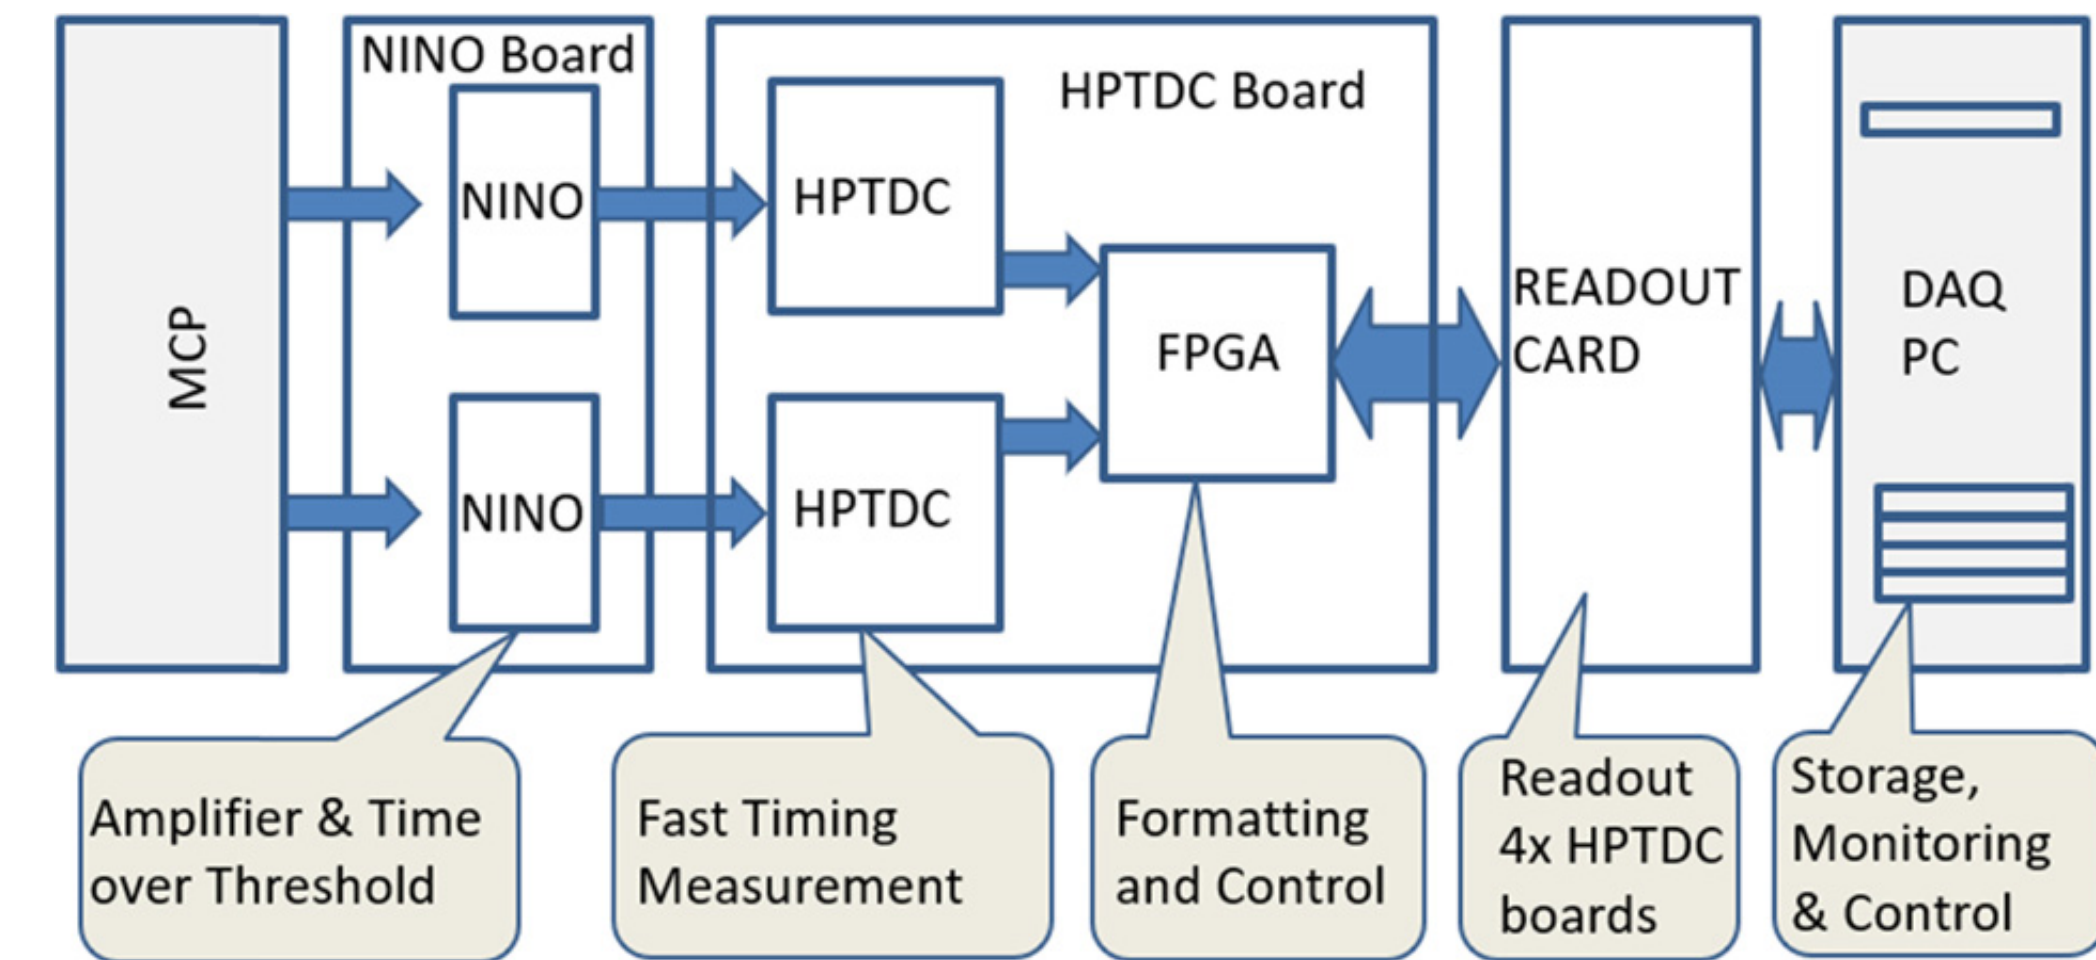 MCP
NINO Board
NINO
NINO
HPTDC Board
HPTDC
HPTDC
FPGA
READOUT
CARD
DAQ
PC
Amplifier & Time
over Threshold
Fast Timing
Measurement
Formatting
and Control
Readout
4x HPTDC
boards
Storage,
Monitoring
& Control